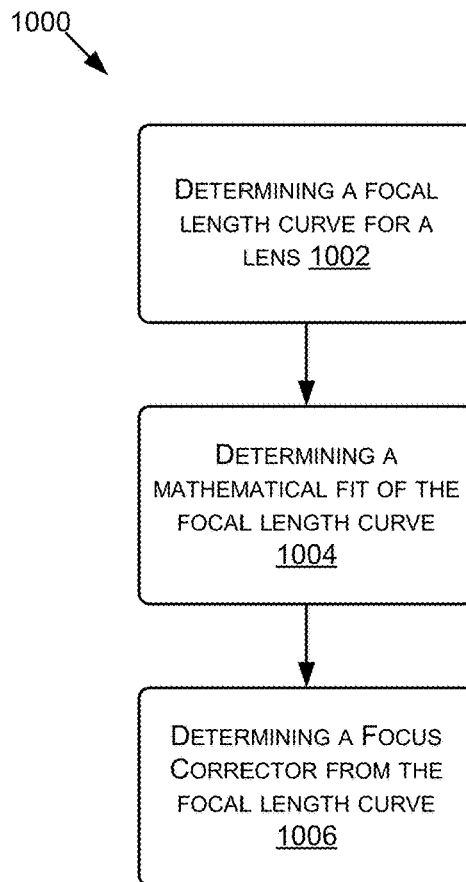 1000
DETERMINING A FOCAL
LENGTH CURVE FOR A
LENS 1002
DETERMINING A
MATHEMATICAL FIT OF THE
FOCAL LENGTH CURVE
1004
DETERMINING A FOCUS
CORRECTOR FROM THE
FOCAL LENGTH CURVE
1006